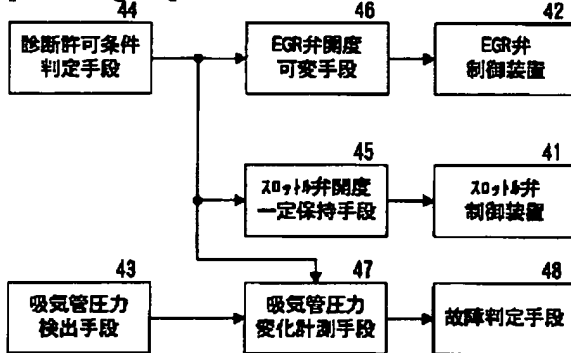 44
46
42
診断許可条件
判定手段
EGR弁開度
可変手段
EGR弁
制御装置
45
41
スロットル弁開度
一定保持手段
スロットル弁
制御装置
43
47
48
吸気管圧力
検出手段
吸気管圧力
変化計測手段
故障判定手段